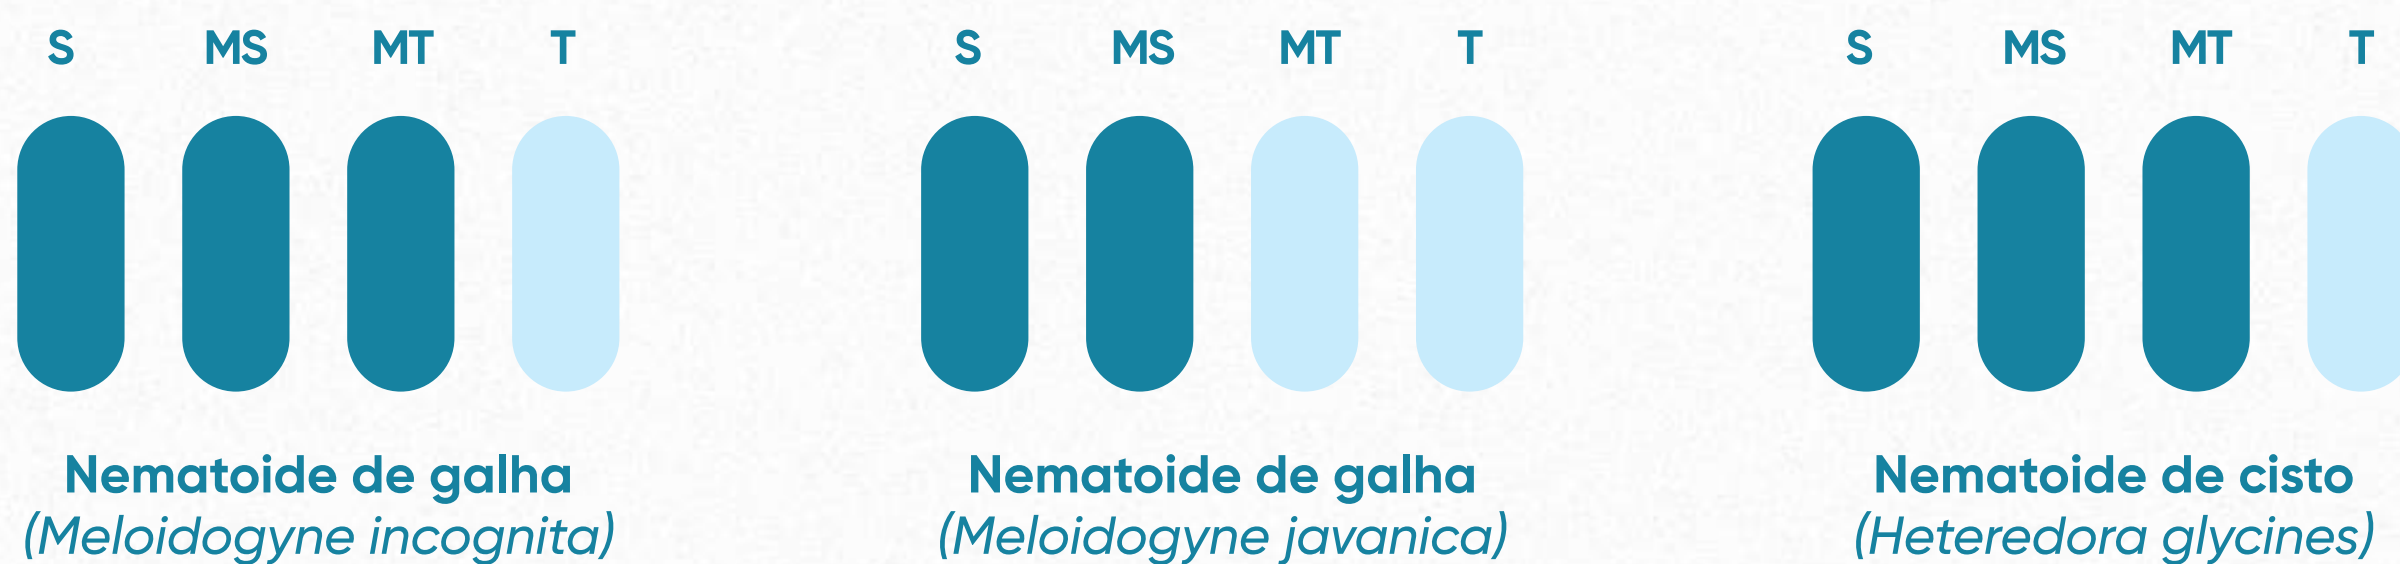 S MS MT T
Nematoide de galha
(Meloidogyne incognita)
S MS MT T
Nematoide de galha
(Meloidogyne javanica)
S MS MT T
Nematoide de cisto
(Heteredora glycines)